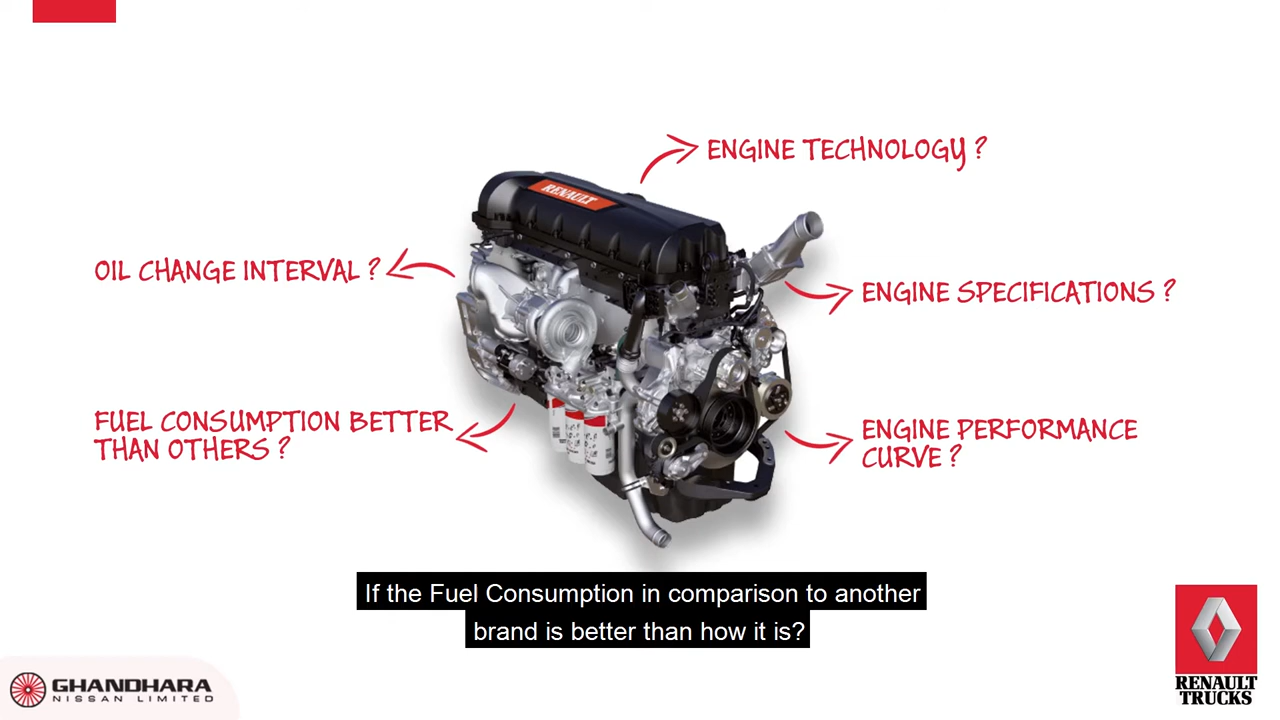 ENGINE TECHNOLOGY ?
RENAULT
OIL CHANGE INTERVAL ?
ENGINE SPECIFICATIONS ?
FUEL CONSUMPTION BETTER
THAN OTHERS ?
ENGINE PERFORMANCE
CURVE ?
If the Fuel Consumption in comparison to another
brand is better than how it is?
GHANDHARA
NISSAN LIMITED
RENAULT
TRUCKS